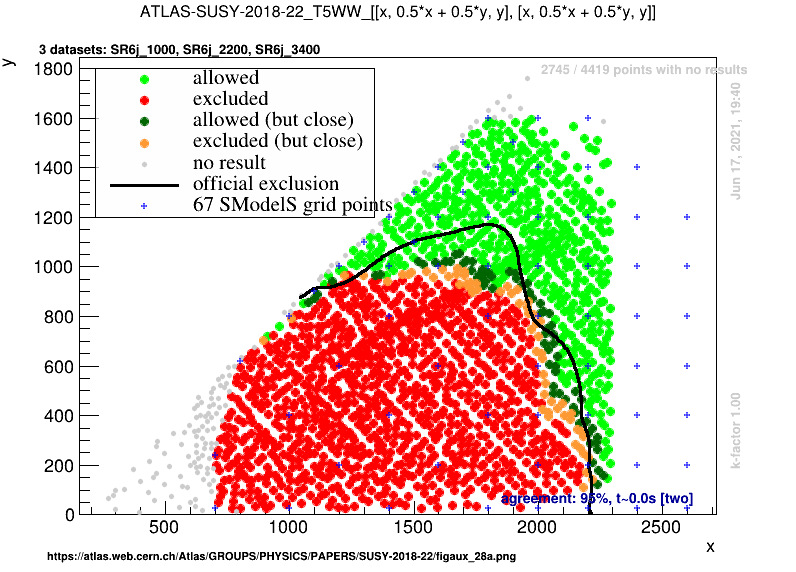 ATLAS-SUSY-2018-22_T5WW_[[x, 0.5*x + 0.5*y, y], [x, 0.5*x + 0.5*y, y]]
3 datasets: SR6j_1000, SR6j_2200, SR6j_3400
y
2745 / 4419 points with no results
allowed
excluded
allowed (but close)
excluded (but close)
no result
official exclusion
67 SModelS grid points
1800
1600
1400
1200
1000
800
600
400
200
0
Jun 17, 2021, 19:40
k-factor 1.00
agreement: 95%, t~0.0s [two]
500 1000 1500 2000 2500
x
https://atlas.web.cern.ch/Atlas/GROUPS/PHYSICS/PAPERS/SUSY-2018-22/figaux_28a.png